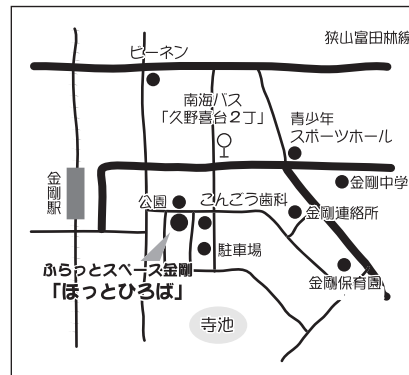 狭山富田林線
ピーネン
南海バス
「久野喜台2丁」
青少年
スポーツホール
金剛中学
金剛駅
公園
こんごう歯科
金剛連絡所
駐車場
ふらっとスペース金剛
「ほっとひろば」
金剛保育園
寺池